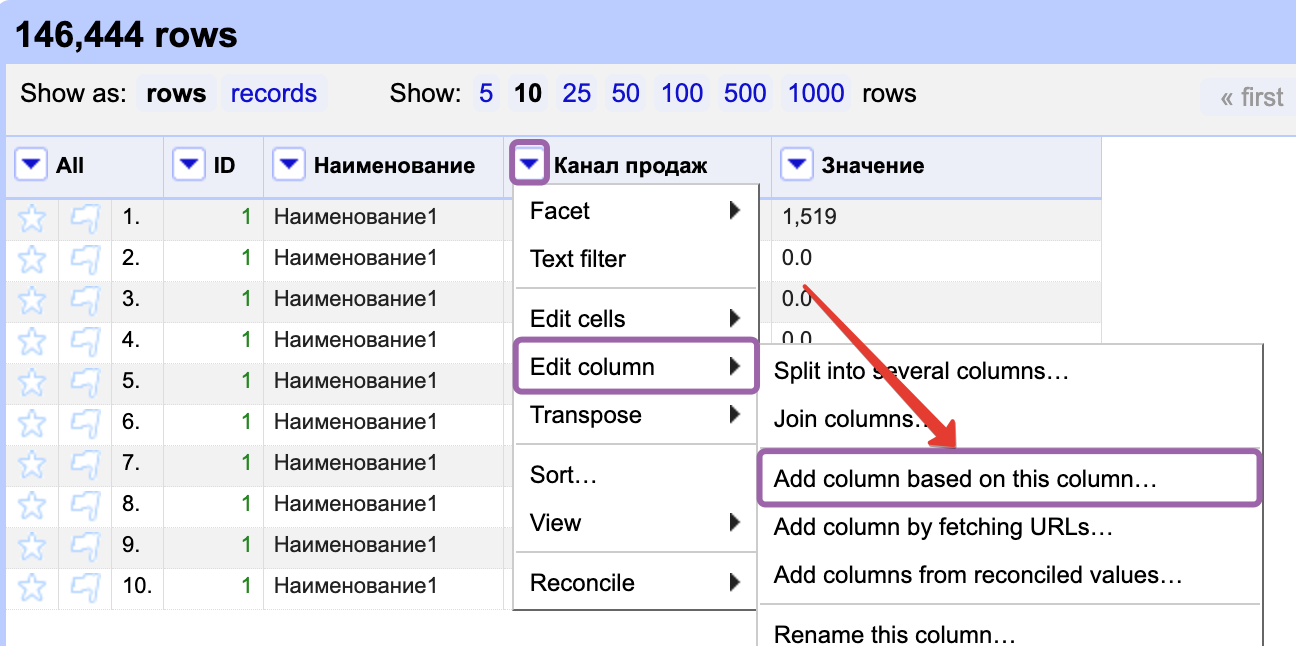 146,444 rows
Show as: rows records Show: 5 10 25 50 100 500 1000 rows « first
All ID Наименование Канал продаж Значение
1. 1 Наименование1 1,519
2. 1 Наименование1 0.0
3. 1 Наименование1 0.0
4. 1 Наименование1 0.0
5. 1 Наименование1
6. 1 Наименование1
7. 1 Наименование1
8. 1 Наименование1
9. 1 Наименование1
10. 1 Наименование1
Facet
Text filter
Edit cells
Edit column
Transpose
Sort…
View
Reconcile
Split into several columns…
Join columns…
Add column based on this column…
Add column by fetching URLs…
Add columns from reconciled values…
Rename this column…